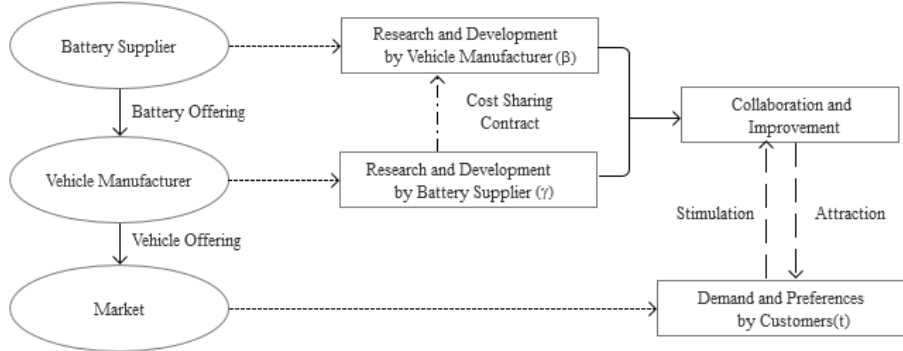 Battery Supplier
Research and Development
by Vehicle Manufacturer (β)
Battery Offering
Cost Sharing
Contract
Collaboration and
Improvement
Vehicle Manufacturer
Research and Development
by Battery Supplier (γ)
Stimulation
Attraction
Vehicle Offering
Market
Demand and Preferences
by Customers(t)